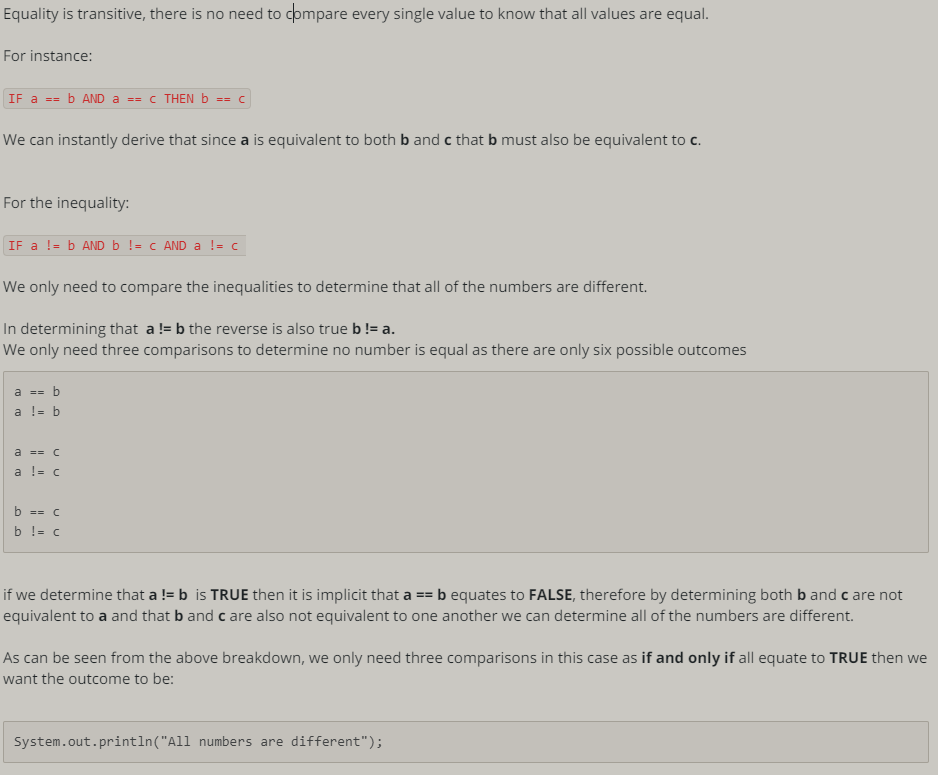 Equality is transitive, there is no need to compare every single value to know that all values are equal.
For instance:
IF a == b AND a == c THEN b == c
We can instantly derive that since a is equivalent to both b and c that b must also be equivalent to c.
For the inequality:
IF a != b AND b != c AND a != c
We only need to compare the inequalities to determine that all of the numbers are different.
In determining that a != b the reverse is also true b != a.
We only need three comparisons to determine no number is equal as there are only six possible outcomes
a == b
a != b
a == c
a != c
b == c
b != c
if we determine that a != b is TRUE then it is implicit that a == b equates to FALSE, therefore by determining both b and c are not
equivalent to a and that b and c are also not equivalent to one another we can determine all of the numbers are different.
As can be seen from the above breakdown, we only need three comparisons in this case as if and only if all equate to TRUE then we
want the outcome to be:
System.out.println("All numbers are different");